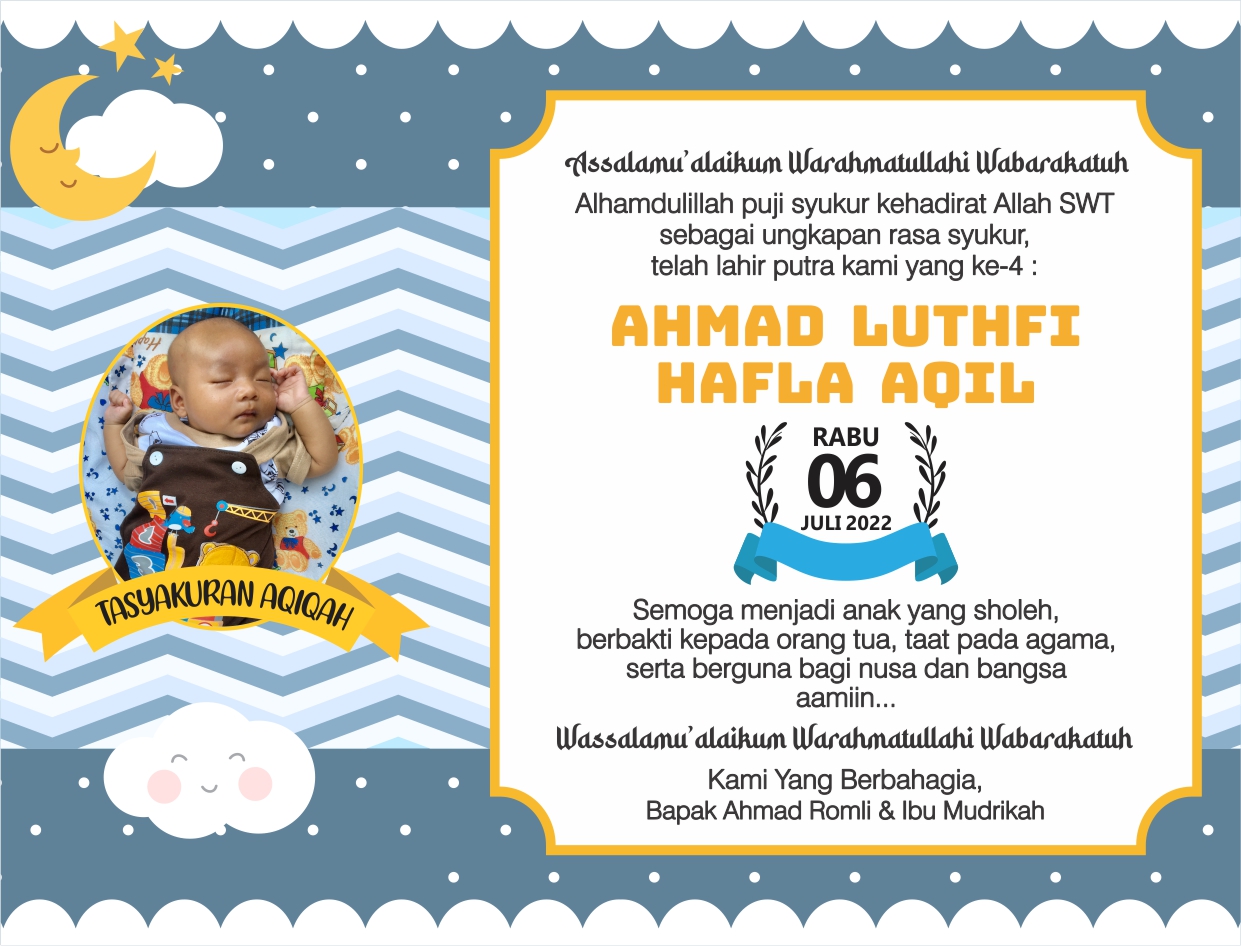 Assalamu'alaikum Warahmatullahi Wabarakatuh
Alhamdulillah puji syukur kehadirat Allah SWT
sebagai ungkapan rasa syukur,
telah lahir putra kami yang ke-4 :
AHMAD LUTHFI
HAFLA AQIL
RABU
06
JULI 2022
TASYAKURAN AQIQAH
Semoga menjadi anak yang sholeh,
berbakti kepada orang tua, taat pada agama,
serta berguna bagi nusa dan bangsa
aamiin...
Wassalamu'alaikum Warahmatullahi Wabarakatuh
Kami Yang Berbahagia,
Bapak Ahmad Romli & Ibu Mudrikah